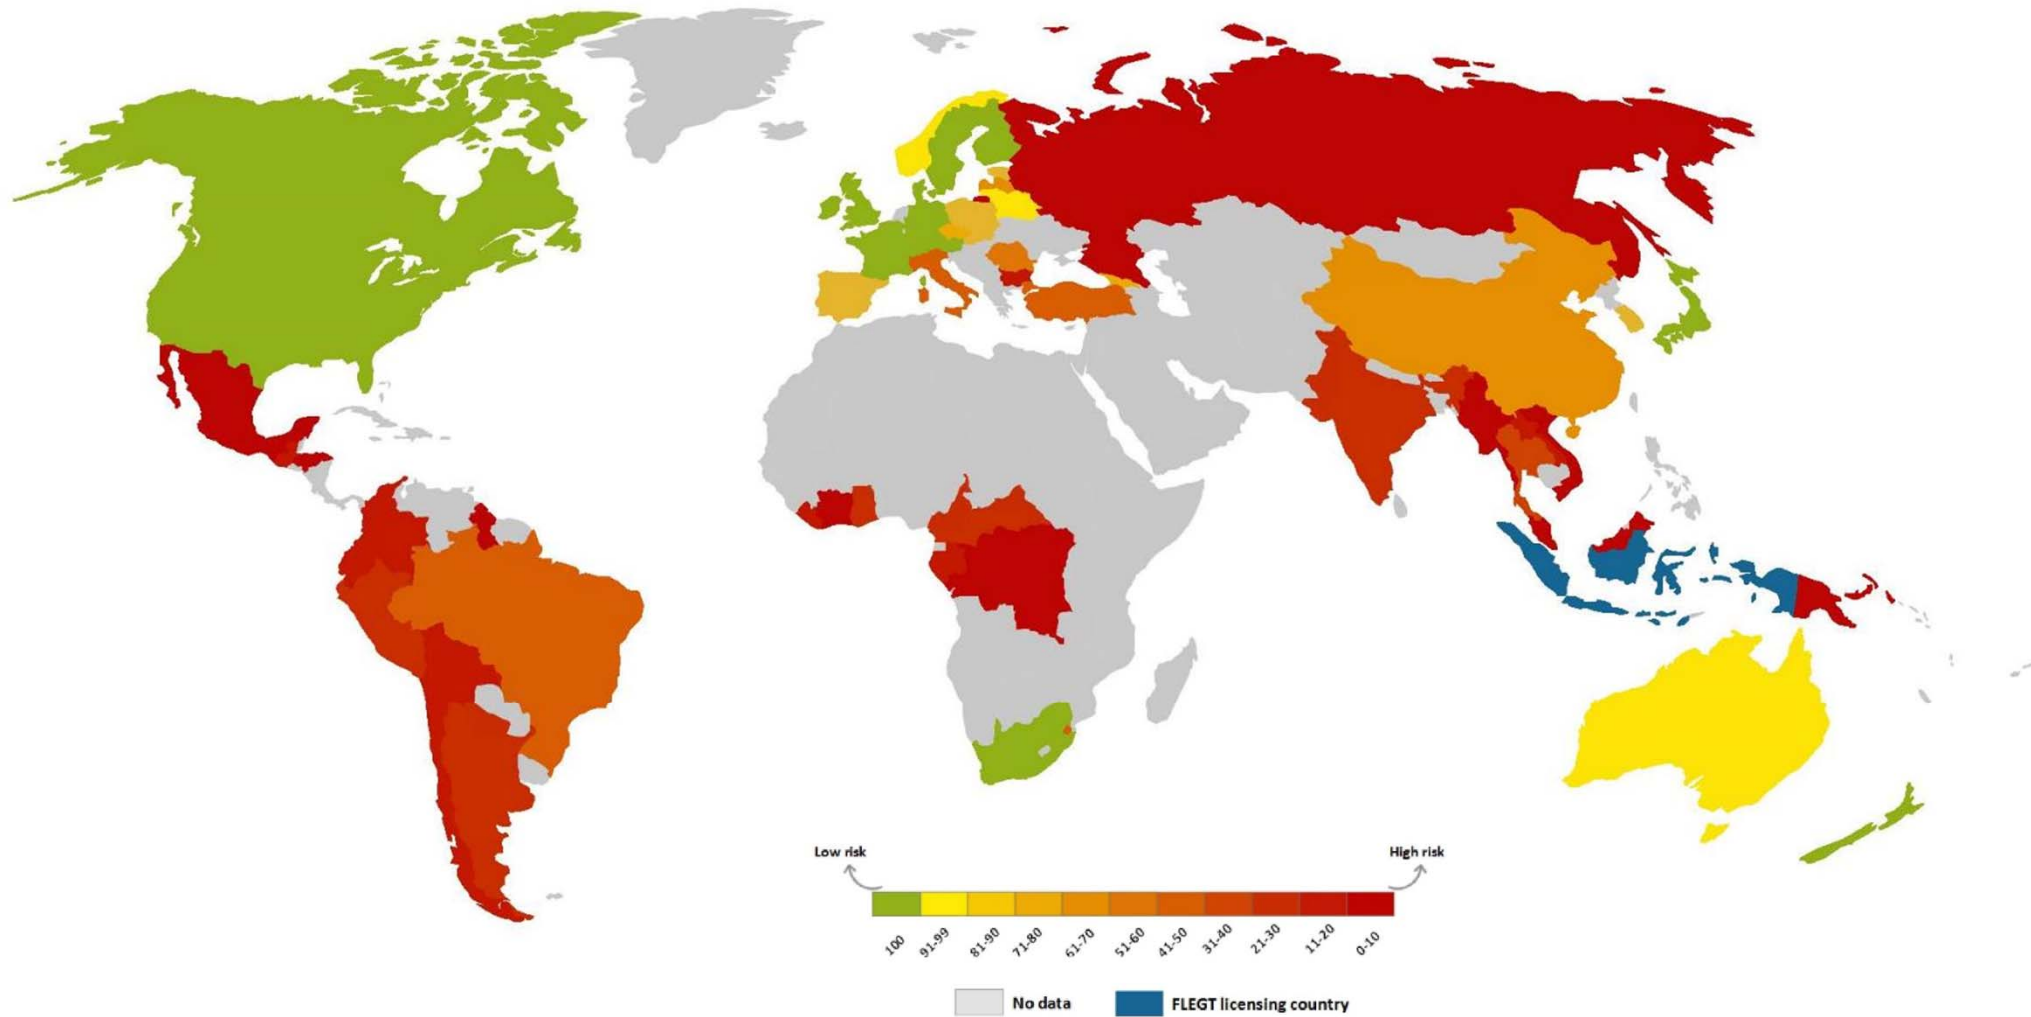 Low risk
High risk
100
91-99
81-90
71-80
61-70
51-60
41-50
31-40
21-30
11-20
0-10
No data
FLEGT licensing country